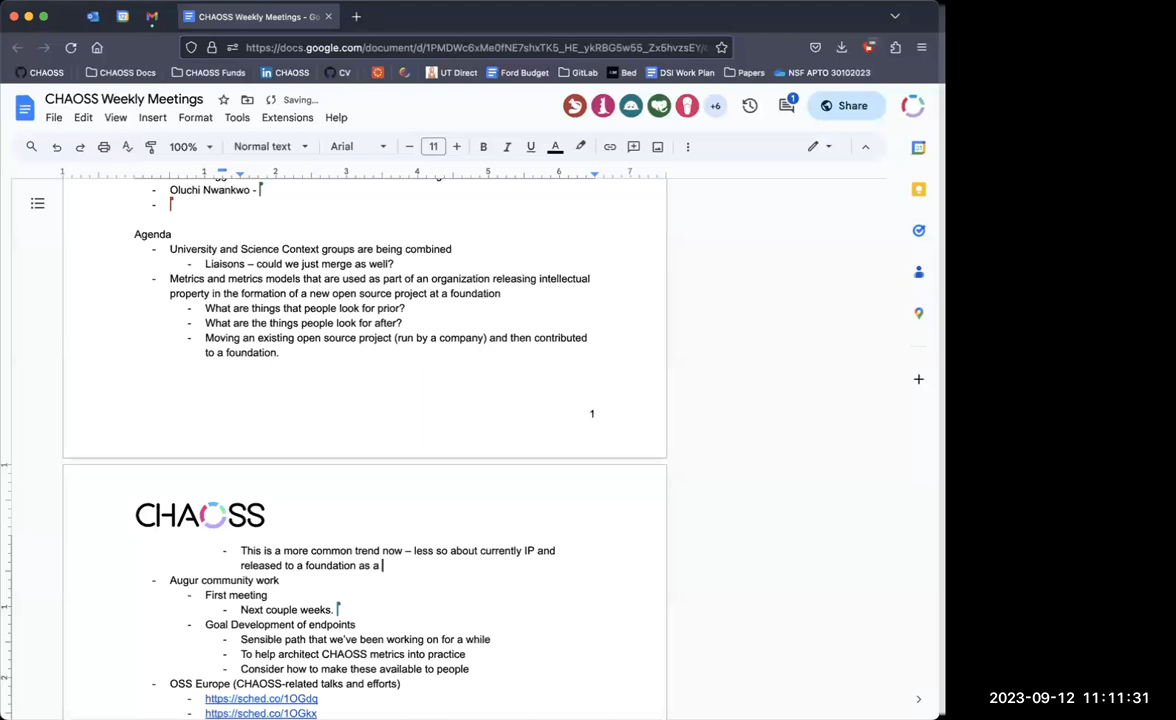 CHAOSS Weekly Meetings - Go
https://docs.google.com/document/d/1PMDWc6xMe0fNE7shxTK5_HE_ykRBG5w55_Zx5hvzsEY/
CHAOSS CHAOSS Docs CHAOSS Funds CHAOSS CV UT Direct Ford Budget GitLab Bed DSI Work Plan Papers NSF APTO 30102023
CHAOSS Weekly Meetings Saving...
File Edit View Insert Format Tools Extensions Help
+6 1 Share
100% Normal text Arial 11
1 1 2 3 4 5 6 7
- Oluchi Nwankwo -
-
Agenda
- University and Science Context groups are being combined
- Liaisons – could we just merge as well?
- Metrics and metrics models that are used as part of an organization releasing intellectual
property in the formation of a new open source project at a foundation
- What are things that people look for prior?
- What are the things people look for after?
- Moving an existing open source project (run by a company) and then contributed
to a foundation.
1
CHAOSS
- This is a more common trend now – less so about currently IP and
released to a foundation as a
- Augur community work
- First meeting
- Next couple weeks.
- Goal Development of endpoints
- Sensible path that we've been working on for a while
- To help architect CHAOSS metrics into practice
- Consider how to make these available to people
- OSS Europe (CHAOSS-related talks and efforts)
- https://sched.co/1OGdq
- https://sched.co/1OGkx
2023-09-12 11:11:31